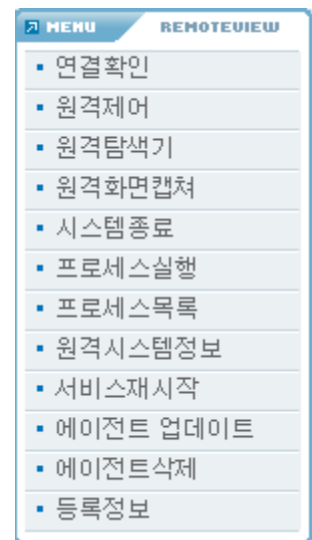 MENU REMOTEVIEW
연결확인
원격제어
원격탐색기
원격화면캡쳐
시스템종료
프로세스실행
프로세스목록
원격시스템정보
서비스재시작
에이전트 업데이트
에이전트삭제
등록정보